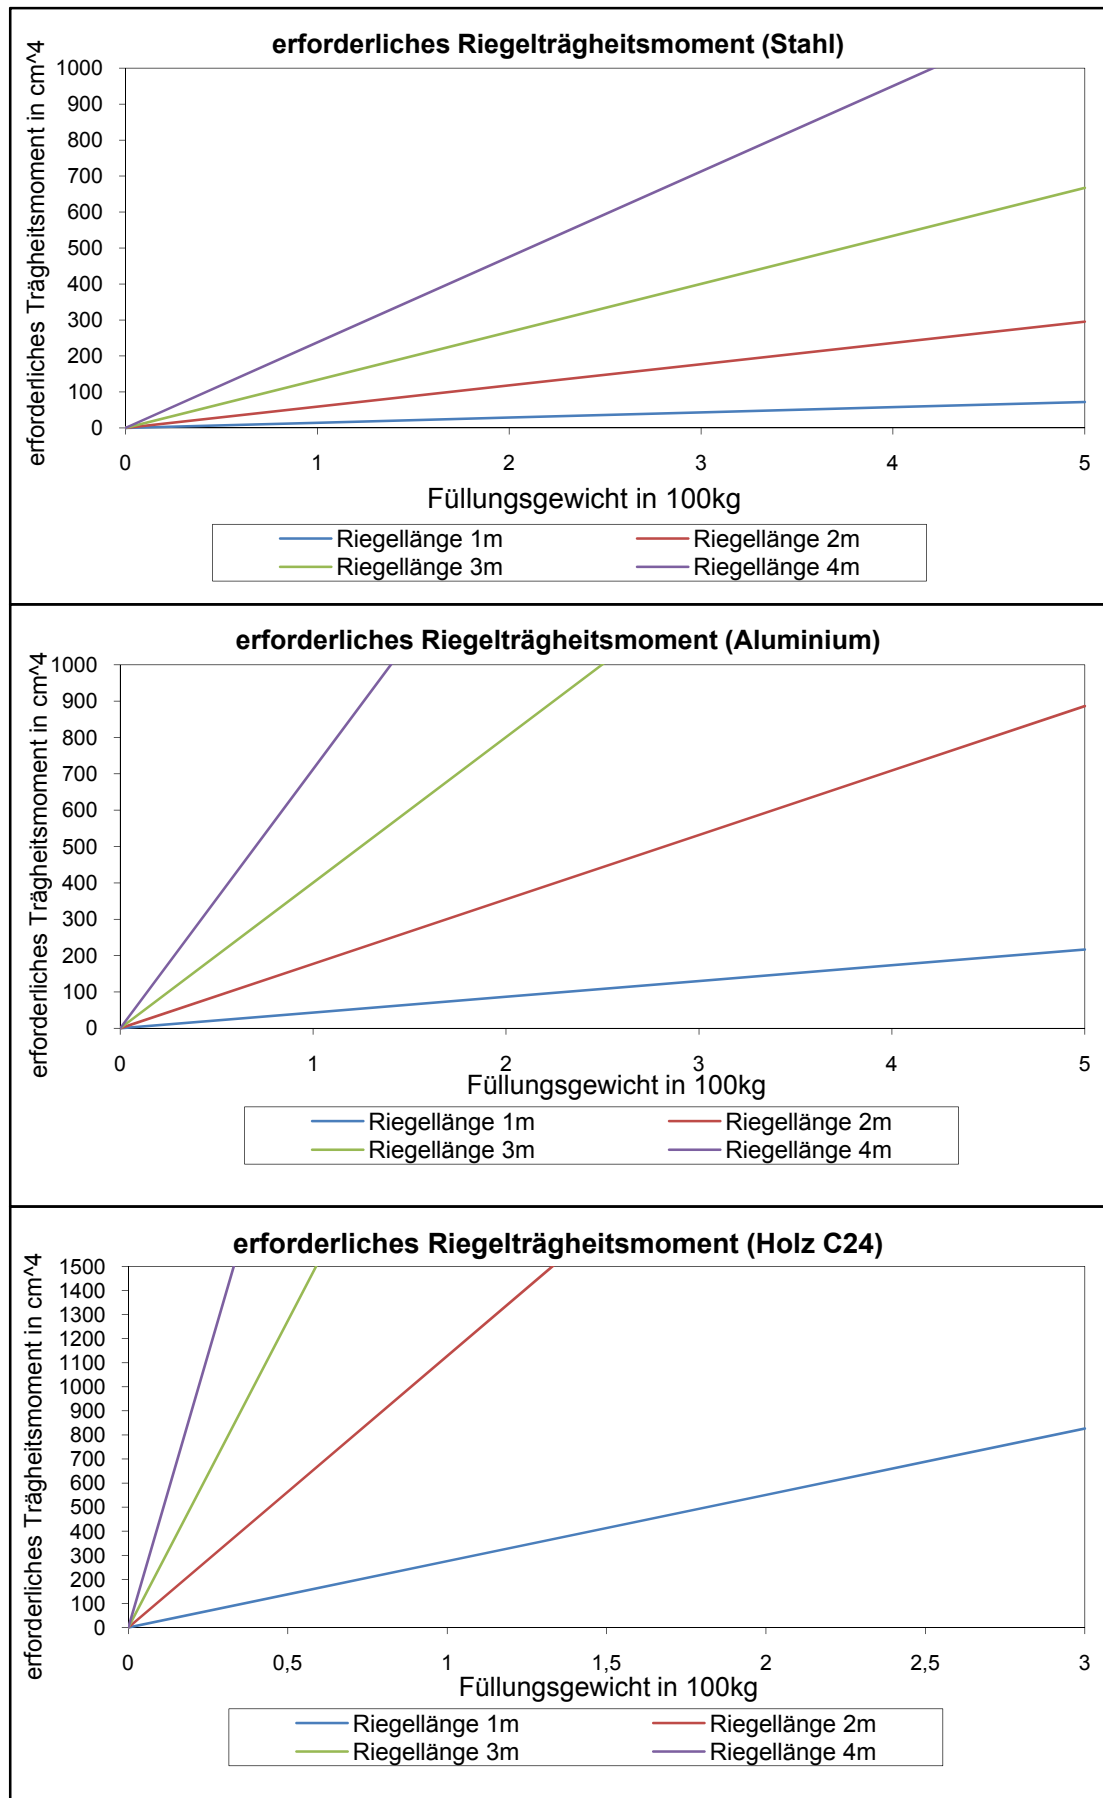 erforderliches Riegelträgheitsmoment (Stahl)
erforderliches Trägheitsmoment in cm^4
1000
900
800
700
600
500
400
300
200
100
0
0 1 2 3 4 5
Füllungsgewicht in 100kg
Riegellänge 1m Riegellänge 2m
Riegellänge 3m Riegellänge 4m
erforderliches Riegelträgheitsmoment (Aluminium)
erforderliches Trägheitsmoment in cm^4
1000
900
800
700
600
500
400
300
200
100
0
0 1 2 3 4 5
Füllungsgewicht in 100kg
Riegellänge 1m Riegellänge 2m
Riegellänge 3m Riegellänge 4m
erforderliches Riegelträgheitsmoment (Holz C24)
erforderliches Trägheitsmoment in cm^4
1500
1400
1300
1200
1100
1000
900
800
700
600
500
400
300
200
100
0
0 0,5 1 1,5 2 2,5 3
Füllungsgewicht in 100kg
Riegellänge 1m Riegellänge 2m
Riegellänge 3m Riegellänge 4m